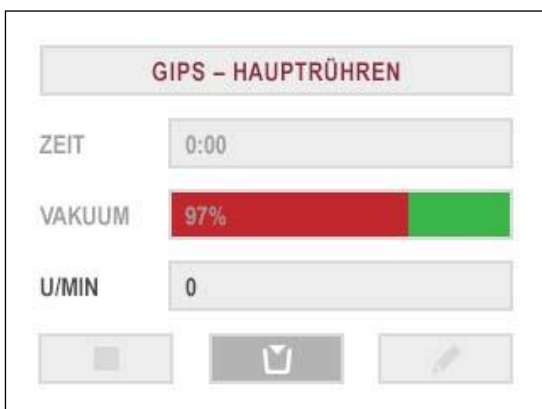 GIPS – HAUPTRÜHREN
ZEIT 0:00
VAKUUM 97%
U/MIN 0